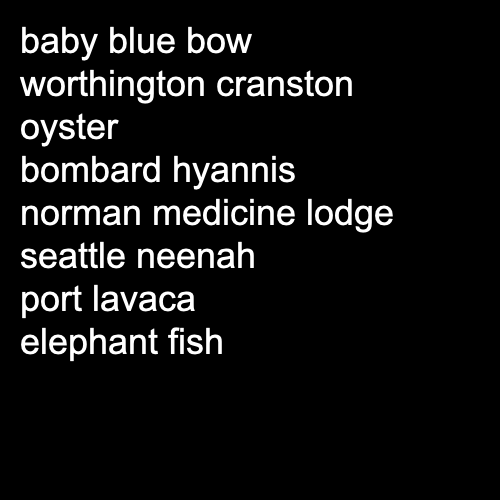 baby blue bow
worthington cranston
oyster
bombard hyannis
norman medicine lodge
seattle neenah
port lavaca
elephant fish